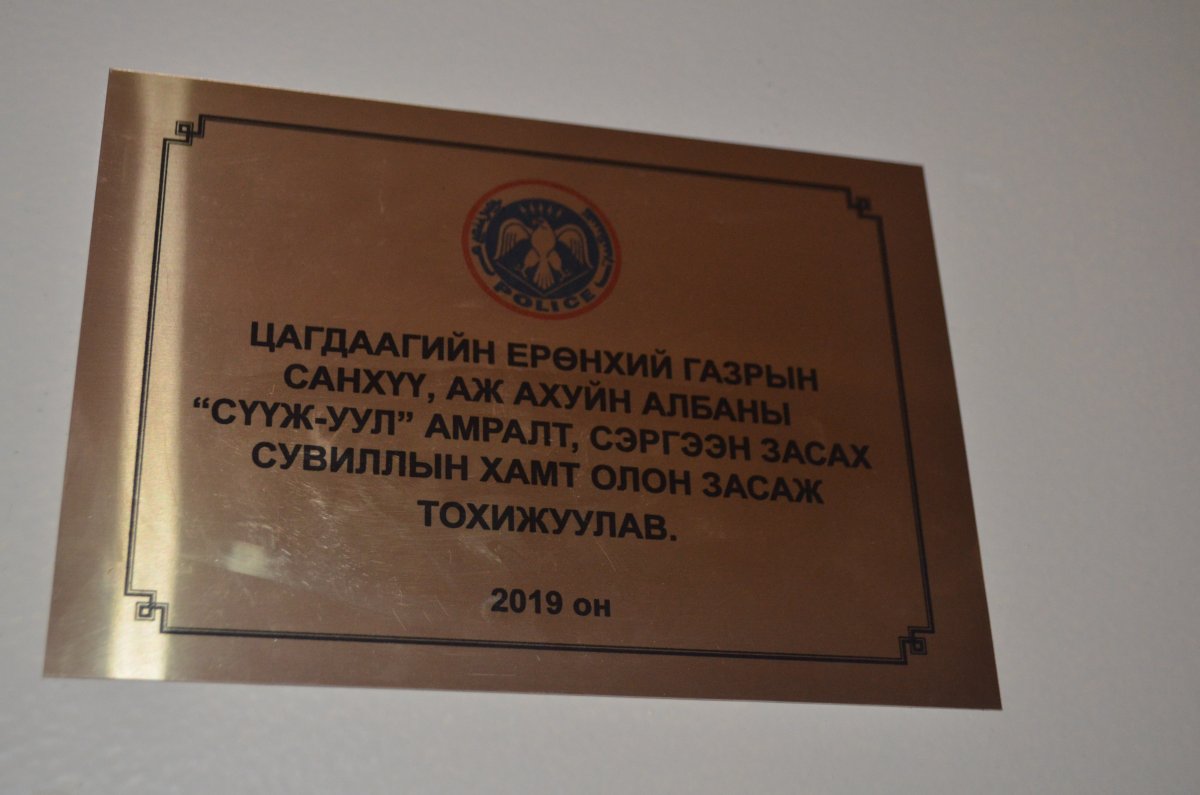 POLICE
ЦАГДААГИЙН ЕРӨНХИЙ ГАЗРЫН
САНХҮҮ, АЖ АХУЙН АЛБАНЫ
“СҮҮЖ-УУЛ” АМРАЛТ, СЭРГЭЭН ЗАСАХ
СУВИЛЛЫН ХАМТ ОЛОН ЗАСАЖ
ТОХИЖУУЛАВ.
2019 он